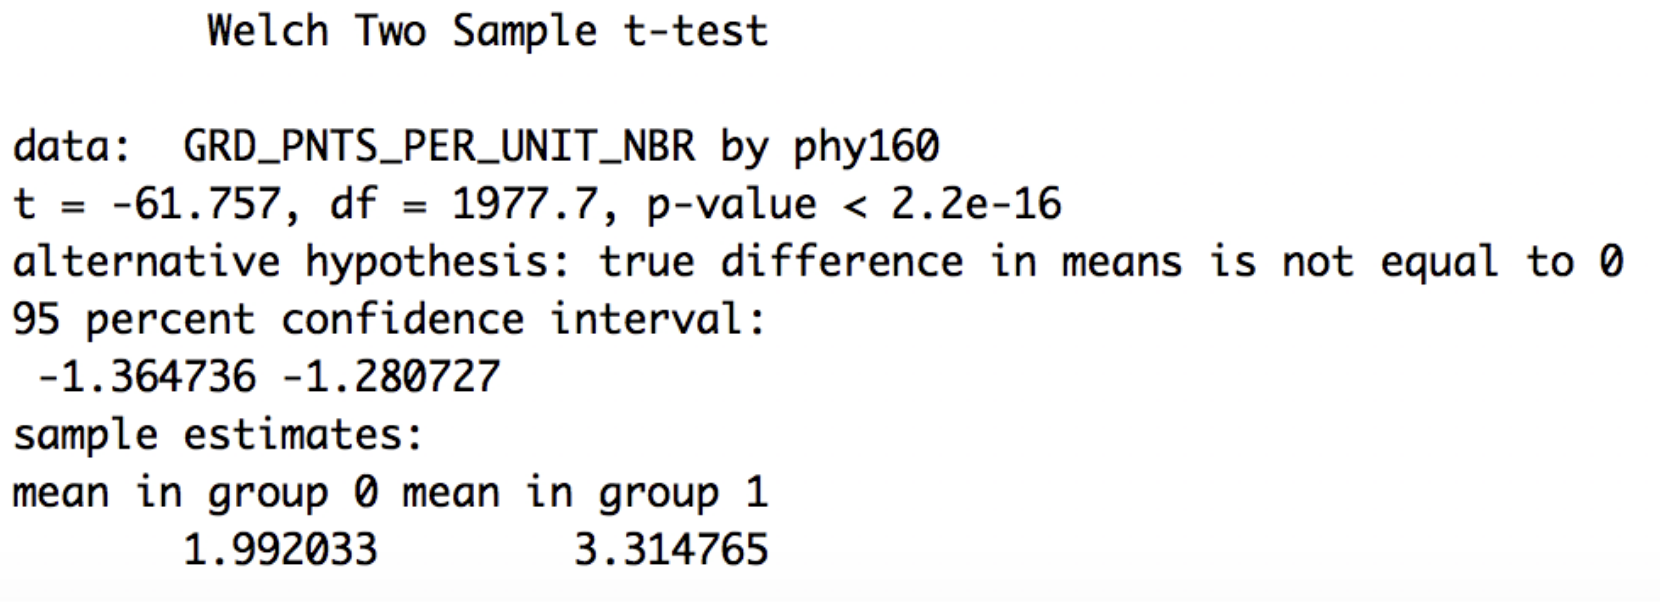 Welch Two Sample t-test
data:  GRD_PNTS_PER_UNIT_NBR by phy160
t = -61.757, df = 1977.7, p-value < 2.2e-16
alternative hypothesis: true difference in means is not equal to 0
95 percent confidence interval:
-1.364736 -1.280727
sample estimates:
mean in group 0 mean in group 1
1.992033 3.314765